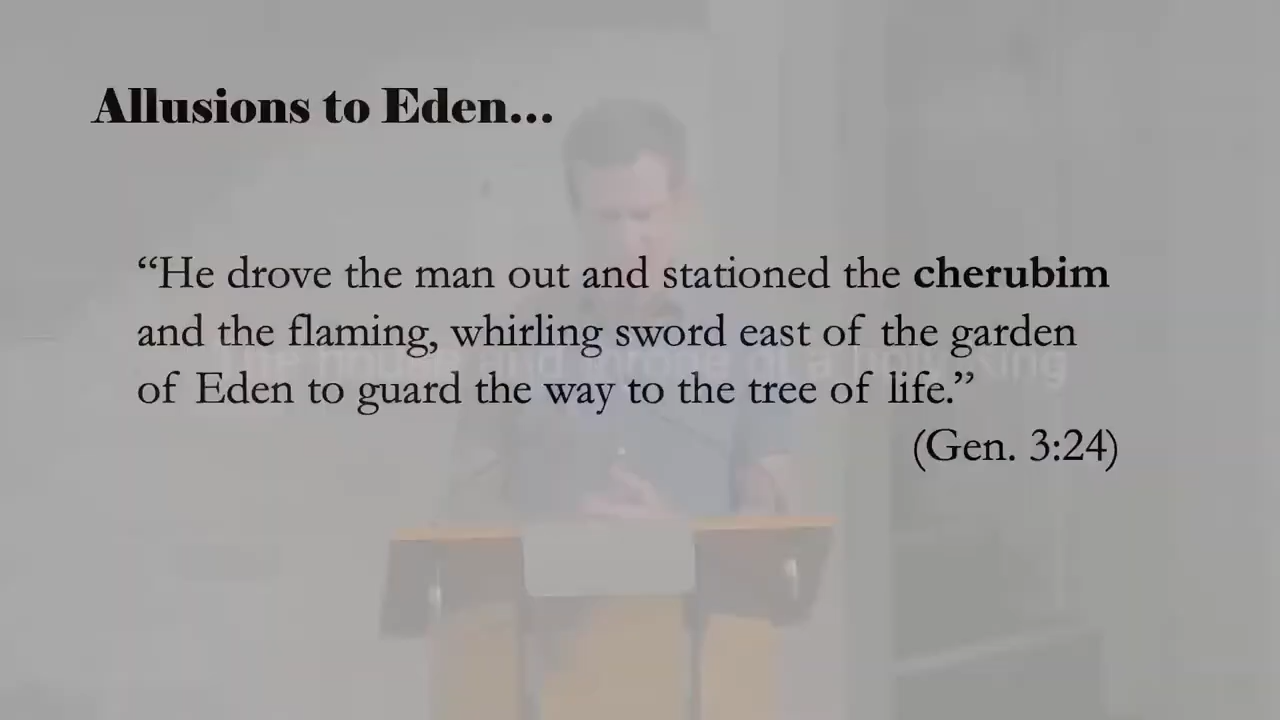 Allusions to Eden...
“He drove the man out and stationed the cherubim
and the flaming, whirling sword east of the garden
of Eden to guard the way to the tree of life.”
(Gen. 3:24)